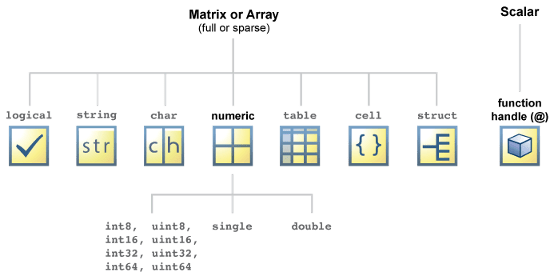 Matrix or Array
(full or sparse)
Scalar
logical
string
char
numeric
table
cell
struct
function
handle (@)
str
c h
{ }
int8, uint8,
int16, uint16,
int32, uint32,
int64, uint64
single
double